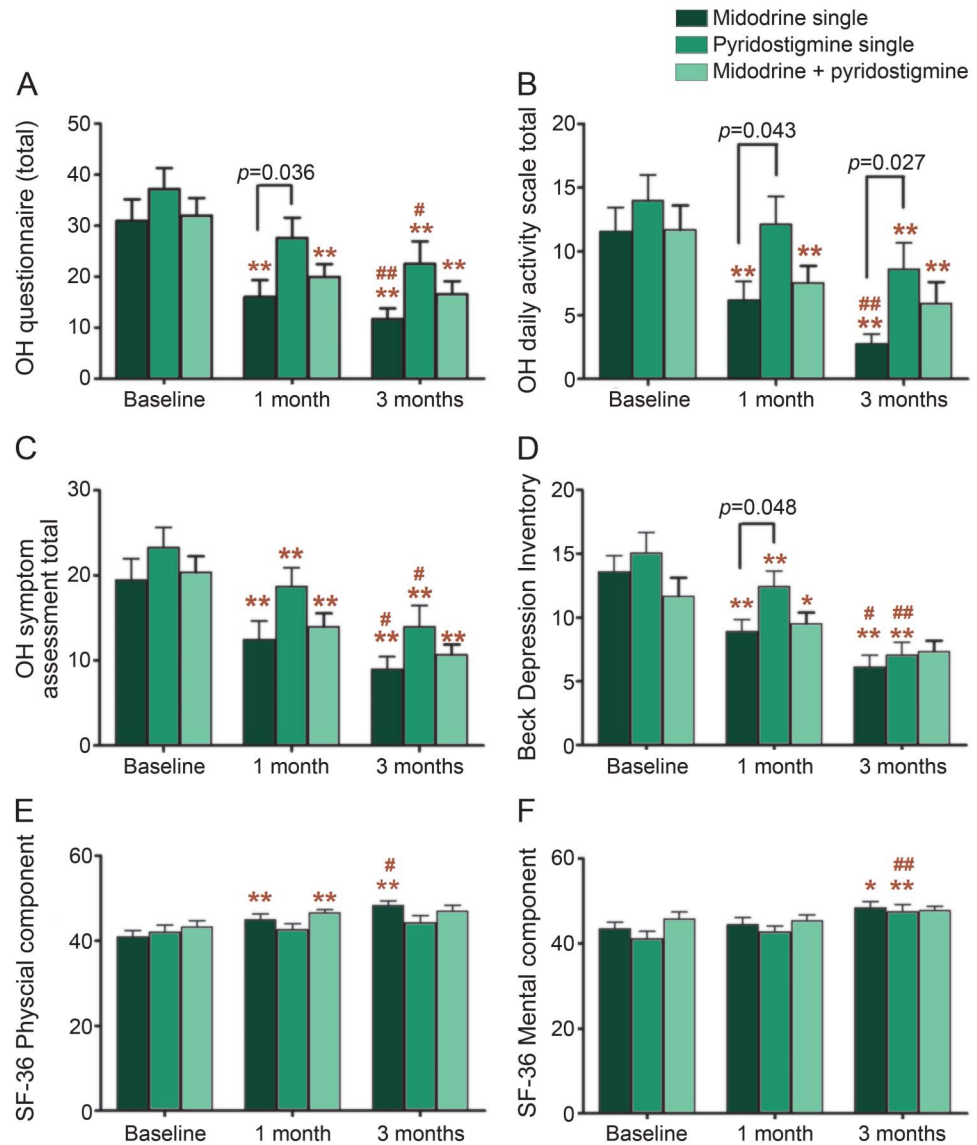 Midodrine single
Pyridostigmine single
Midodrine + pyridostigmine
A
OH questionnaire (total)
50
40
30
20
10
0
p=0.036
**
**
##
**
#
**
**
Baseline
1 month
3 months
B
OH daily activity scale total
20
15
10
5
0
p=0.043
p=0.027
**
**
##
**
**
**
Baseline
1 month
3 months
C
OH symptom
assessment total
30
20
10
0
**
**
**
#
**
#
**
**
Baseline
1 month
3 months
D
Beck Depression Inventory
20
15
10
5
0
p=0.048
**
**
*
#
**
##
**
Baseline
1 month
3 months
E
SF-36 Physcial component
60
40
20
0
**
**
#
**
Baseline
1 month
3 months
F
SF-36 Mental component
60
40
20
0
*
##
**
Baseline
1 month
3 months